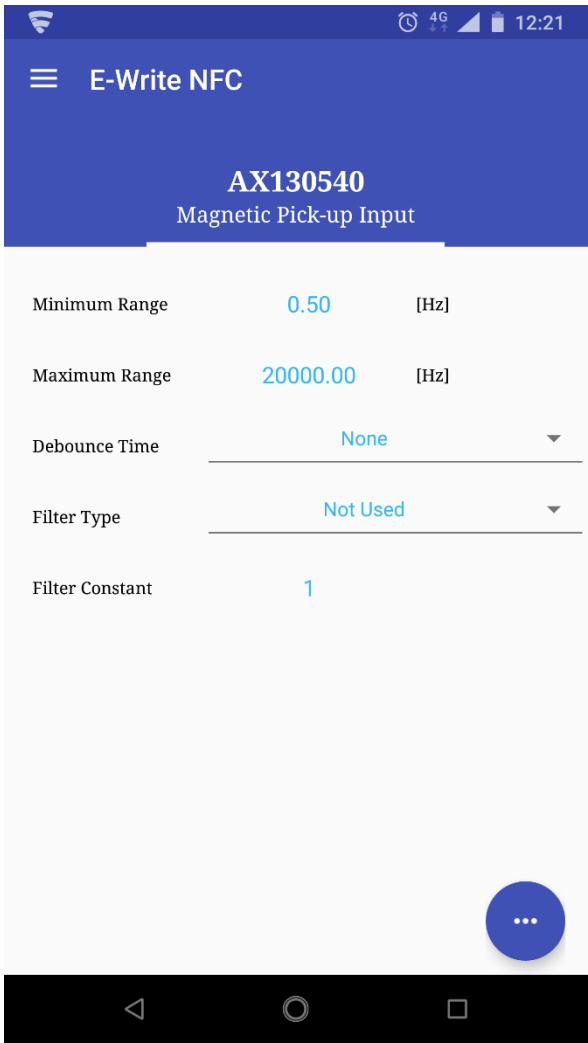 4G 12:21
E-Write NFC
AX130540
Magnetic Pick-up Input
Minimum Range 0.50 [Hz]
Maximum Range 20000.00 [Hz]
Debounce Time None
Filter Type Not Used
Filter Constant 1